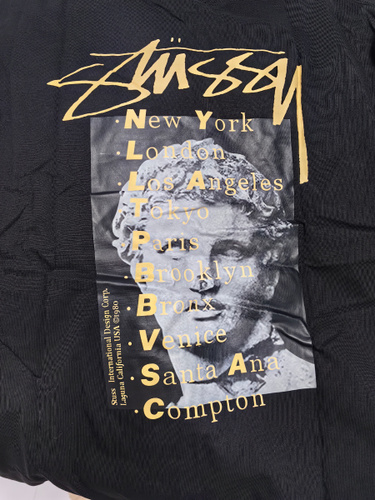 Stüssy
·New York
·London
·Los Angeles
·Tokyo
·Paris
·Brooklyn
·Bronx
·Venice
·Santa Ana
·Compton
Stuss International Design Corp.
Laguna California USA ©1980